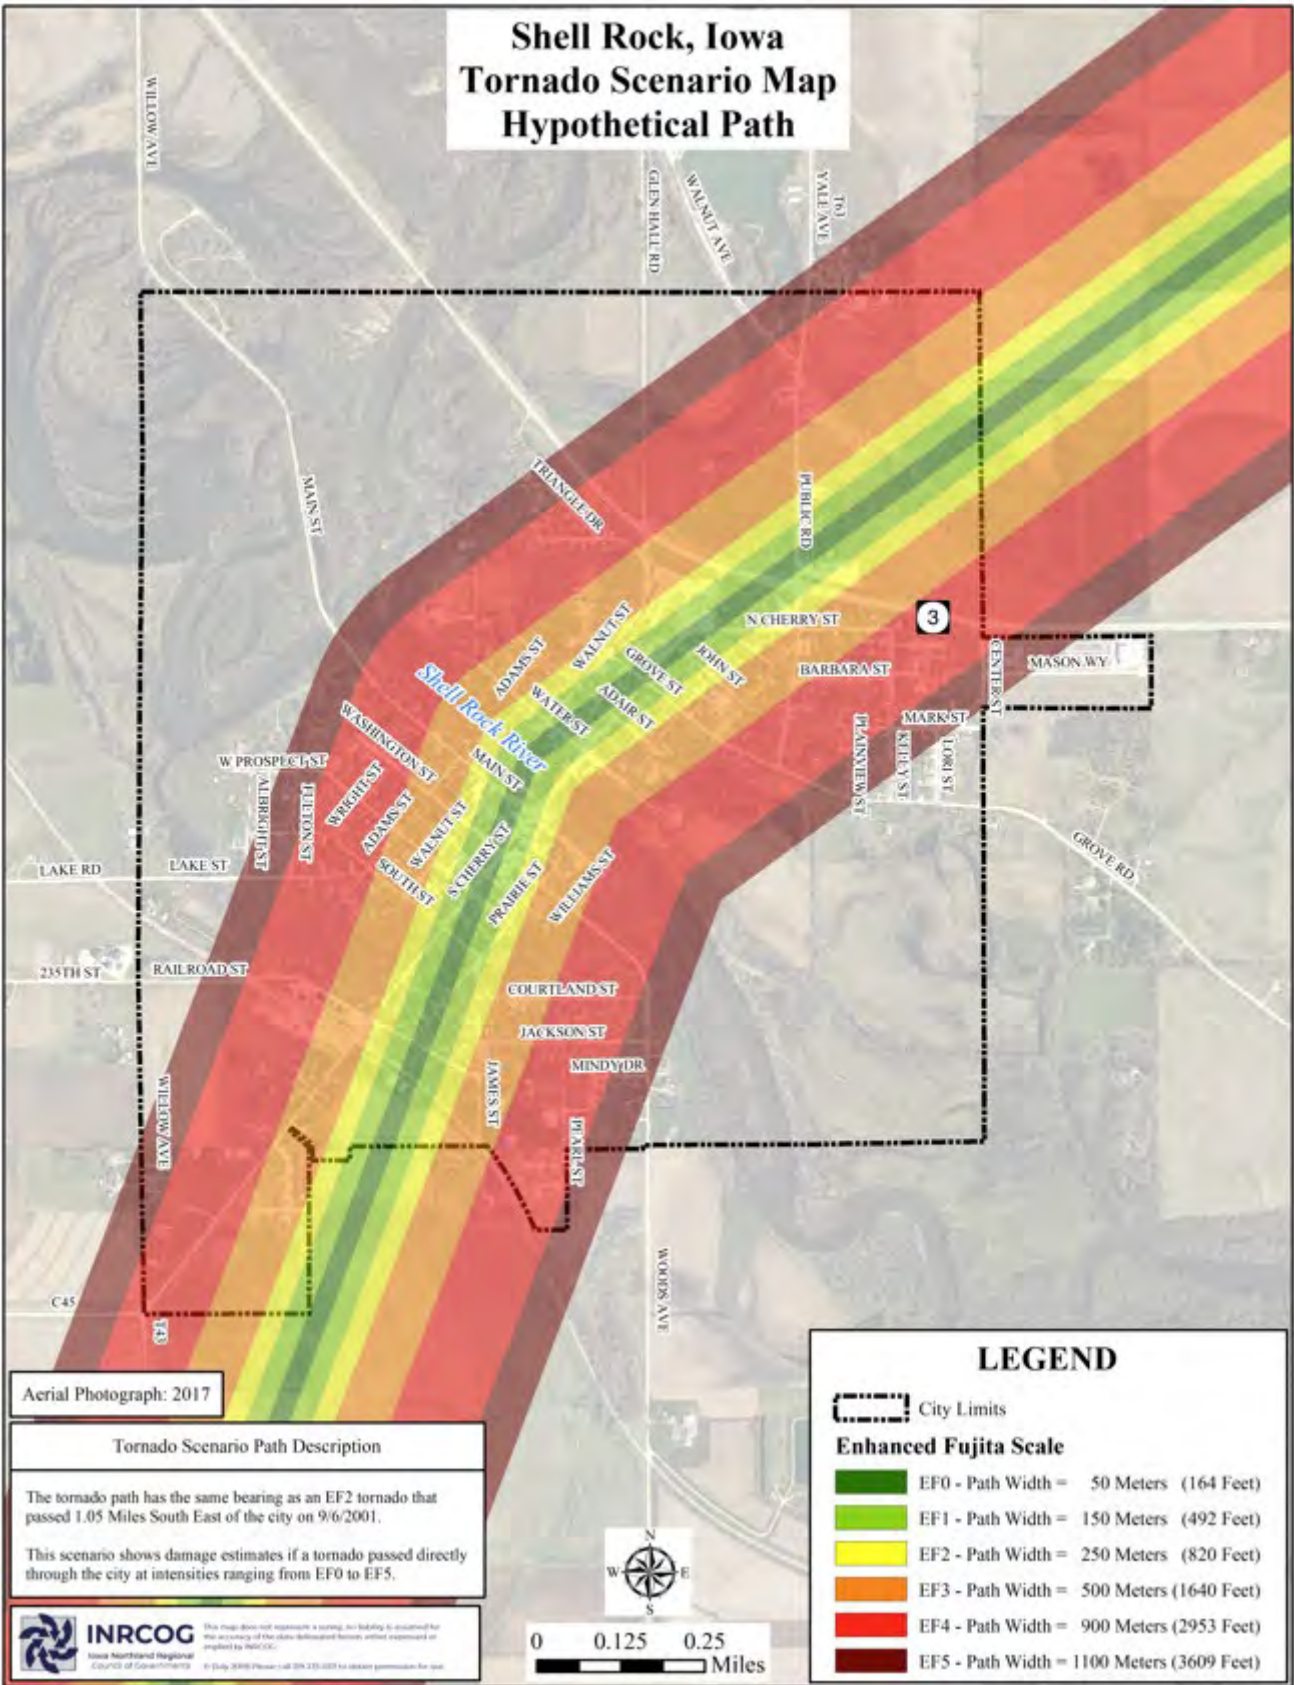 Shell Rock, Iowa
Tornado Scenario Map
Hypothetical Path
WILLOW AVE
GLEN HALL RD
WALNUT AVE
YALE AVE
T63
MAIN ST
TRIANGLE DR
PUBLIC RD
3
N CHERRY ST
WALNUT ST
ADAMS ST
GROVE ST
JOHN ST
BARBARA ST
CENTER ST
MASON WY
Shell Rock River
WATER ST
ADAIR ST
WASHINGTON ST
MAIN ST
MARK ST
PLAINVIEW ST
KELLY ST
LORI ST
W PROSPECT ST
ALBRIGHT ST
FULTON ST
WRIGHT ST
ADAMS ST
WALNUT ST
SOUTH ST
S CHERRY ST
PRAIRIE ST
WILLIAMS ST
GROVE RD
LAKE RD
LAKE ST
235TH ST
RAILROAD ST
COURTLAND ST
JACKSON ST
MINDY DR
JAMES ST
PEARL ST
WILLOW AVE
WOODS AVE
C45
T43
Aerial Photograph: 2017
Tornado Scenario Path Description
The tornado path has the same bearing as an EF2 tornado that
passed 1.05 Miles South East of the city on 9/6/2001.
This scenario shows damage estimates if a tornado passed directly
through the city at intensities ranging from EF0 to EF5.
INRCOG
Iowa Northland Regional
Council of Governments
N
W E
S
0 0.125 0.25
Miles
LEGEND
City Limits
Enhanced Fujita Scale
EF0 - Path Width = 50 Meters (164 Feet)
EF1 - Path Width = 150 Meters (492 Feet)
EF2 - Path Width = 250 Meters (820 Feet)
EF3 - Path Width = 500 Meters (1640 Feet)
EF4 - Path Width = 900 Meters (2953 Feet)
EF5 - Path Width = 1100 Meters (3609 Feet)